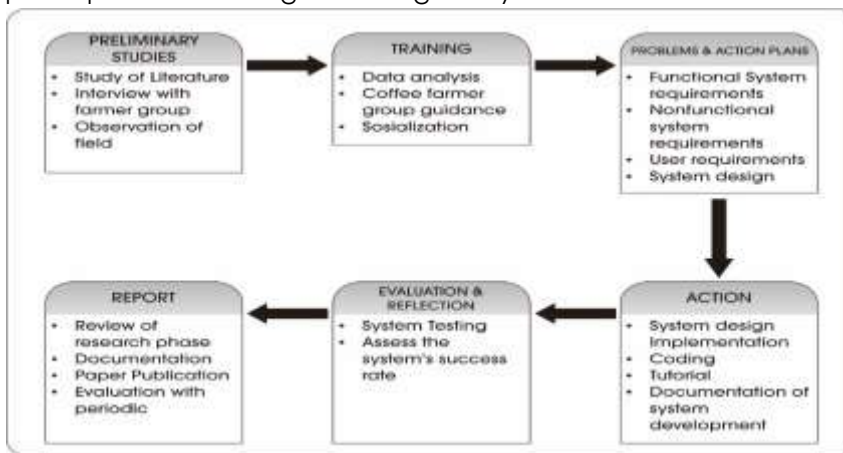 PRELIMINARY
STUDIES
• Study of Literature
• Interview with
farmer group
• Observation of
field
TRAINING
• Data analysis
• Coffee farmer
group guidance
• Sosialization
PROBLEMS & ACTION PLANS
• Functional System
requirements
• Nonfunctional
system
requirements
• User requirements
• System design
ACTION
• System design
Implementation
• Coding
• Tutorial
• Documentation of
system
development
EVALUATION &
REFLECTION
• System Testing
• Assess the
system's success
rate
REPORT
• Review of
research phase
• Documentation
• Paper Publication
• Evaluation with
periodic